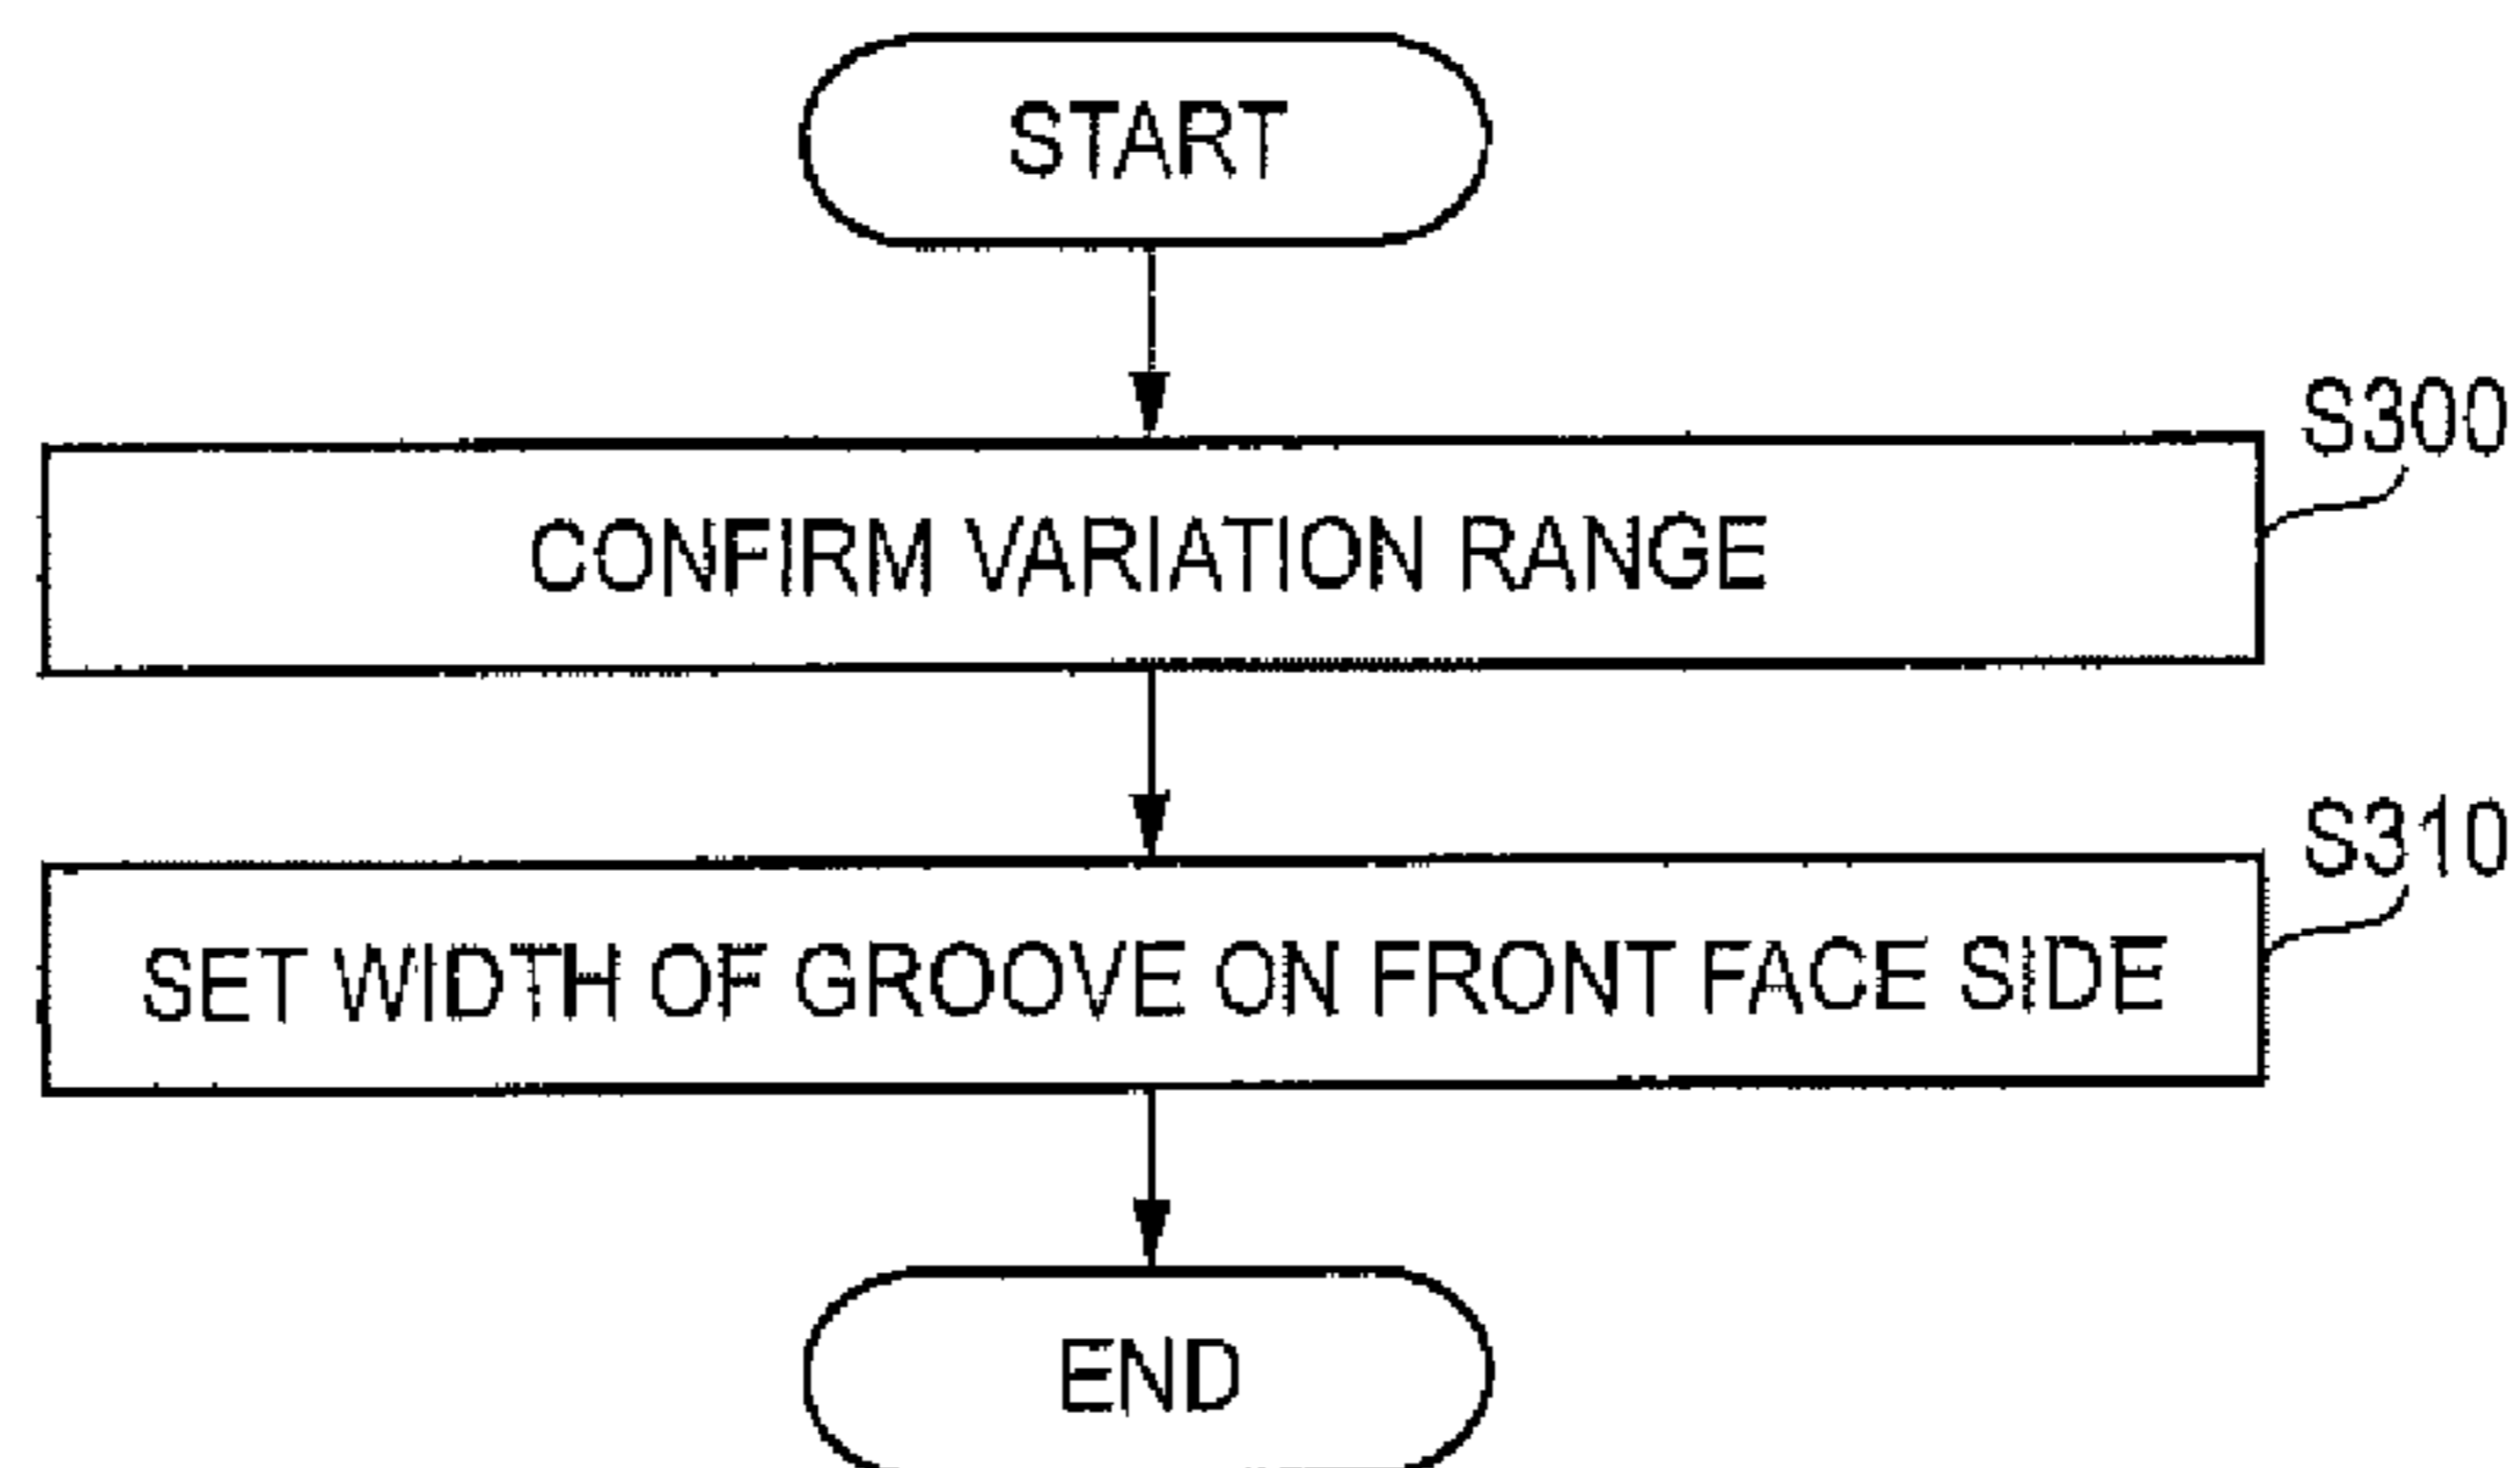 START
S300
CONFIRM VARIATION RANGE
S310
SET WIDTH OF GROOVE ON FRONT FACE SIDE
END